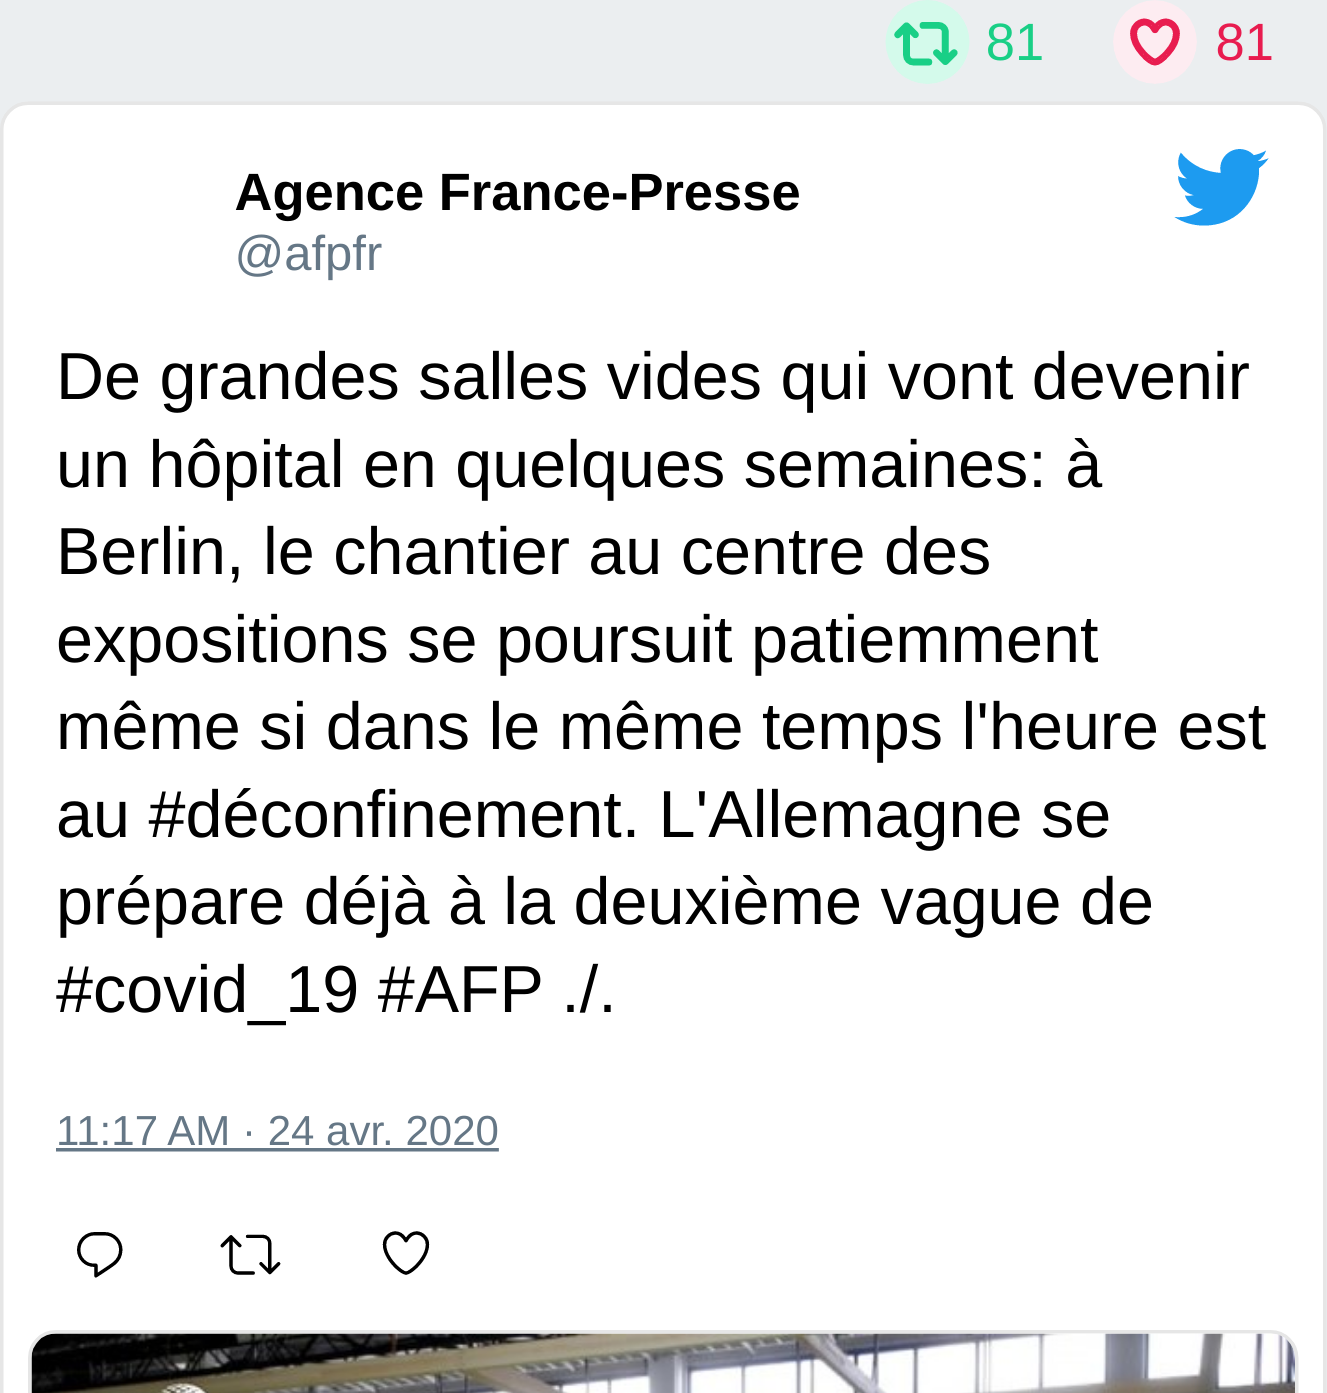 81 81
Agence France-Presse
@afpfr
De grandes salles vides qui vont devenir
un hôpital en quelques semaines: à
Berlin, le chantier au centre des
expositions se poursuit patiemment
même si dans le même temps l'heure est
au #déconfinement. L'Allemagne se
prépare déjà à la deuxième vague de
#covid_19 #AFP ./.
11:17 AM · 24 avr. 2020